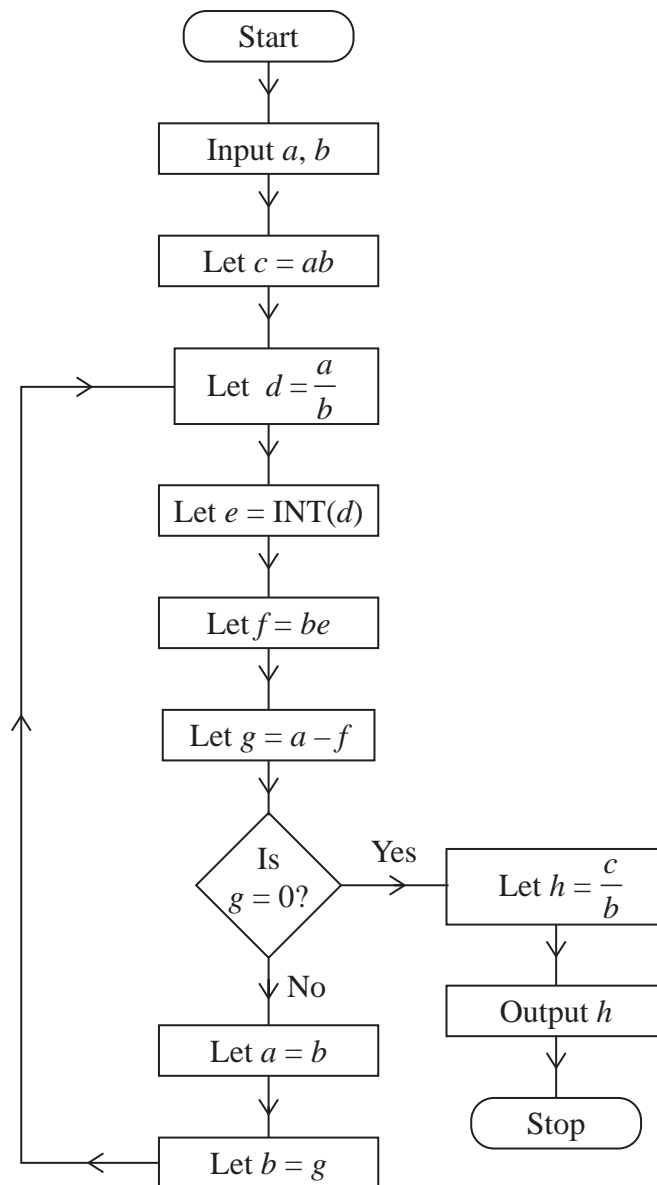 Start
Input a, b
Let c = ab
Let d = a/b
Let e = INT(d)
Let f = be
Let g = a – f
Is
g = 0?
Yes
Let h = c/b
Output h
Stop
No
Let a = b
Let b = g